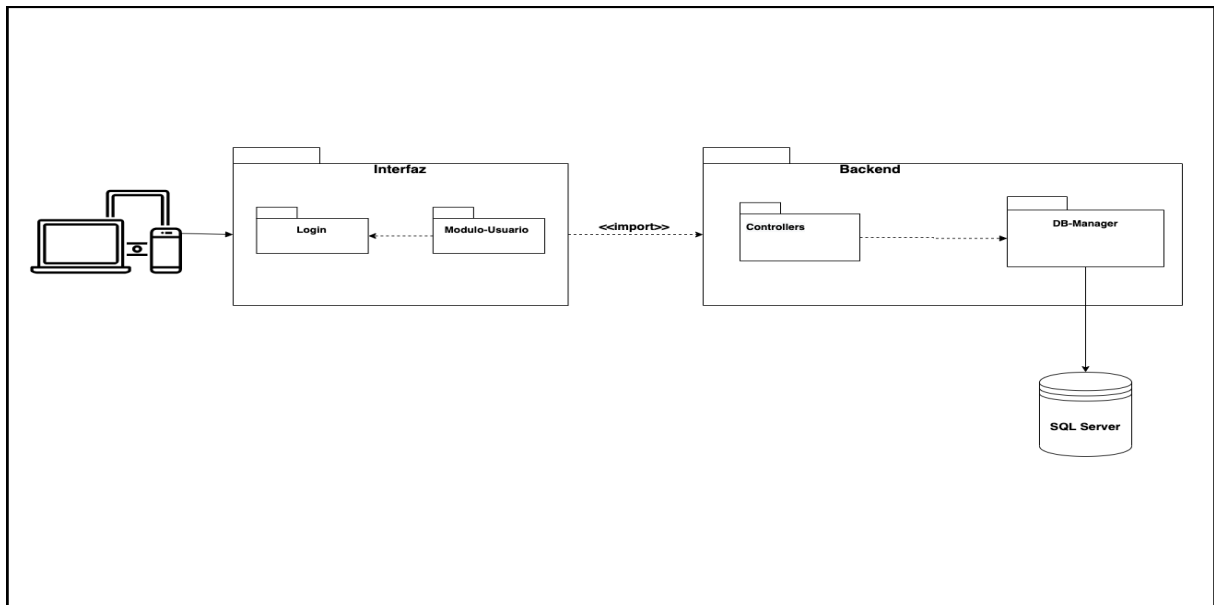 Interfaz
Backend
Login
Modulo-Usuario
<<import>>
Controllers
DB-Manager
SQL Server